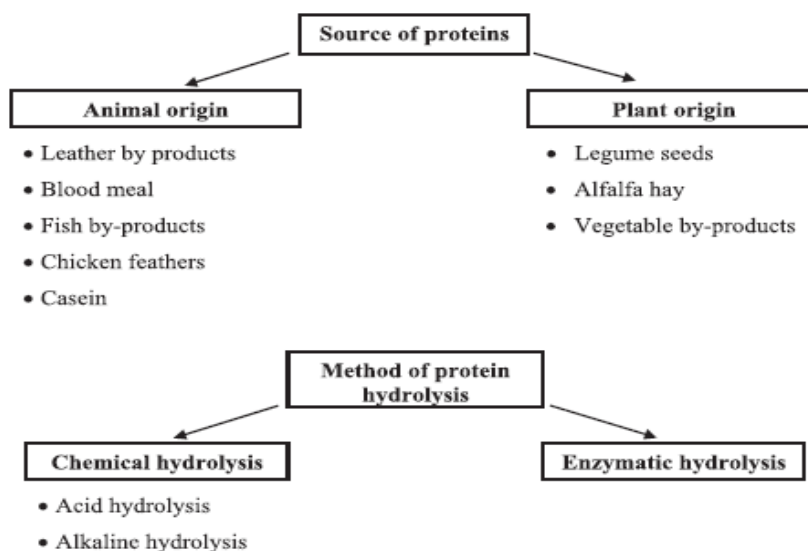 Source of proteins
Animal origin
• Leather by products
• Blood meal
• Fish by-products
• Chicken feathers
• Casein
Plant origin
• Legume seeds
• Alfalfa hay
• Vegetable by-products
Method of protein
hydrolysis
Chemical hydrolysis
• Acid hydrolysis
• Alkaline hydrolysis
Enzymatic hydrolysis